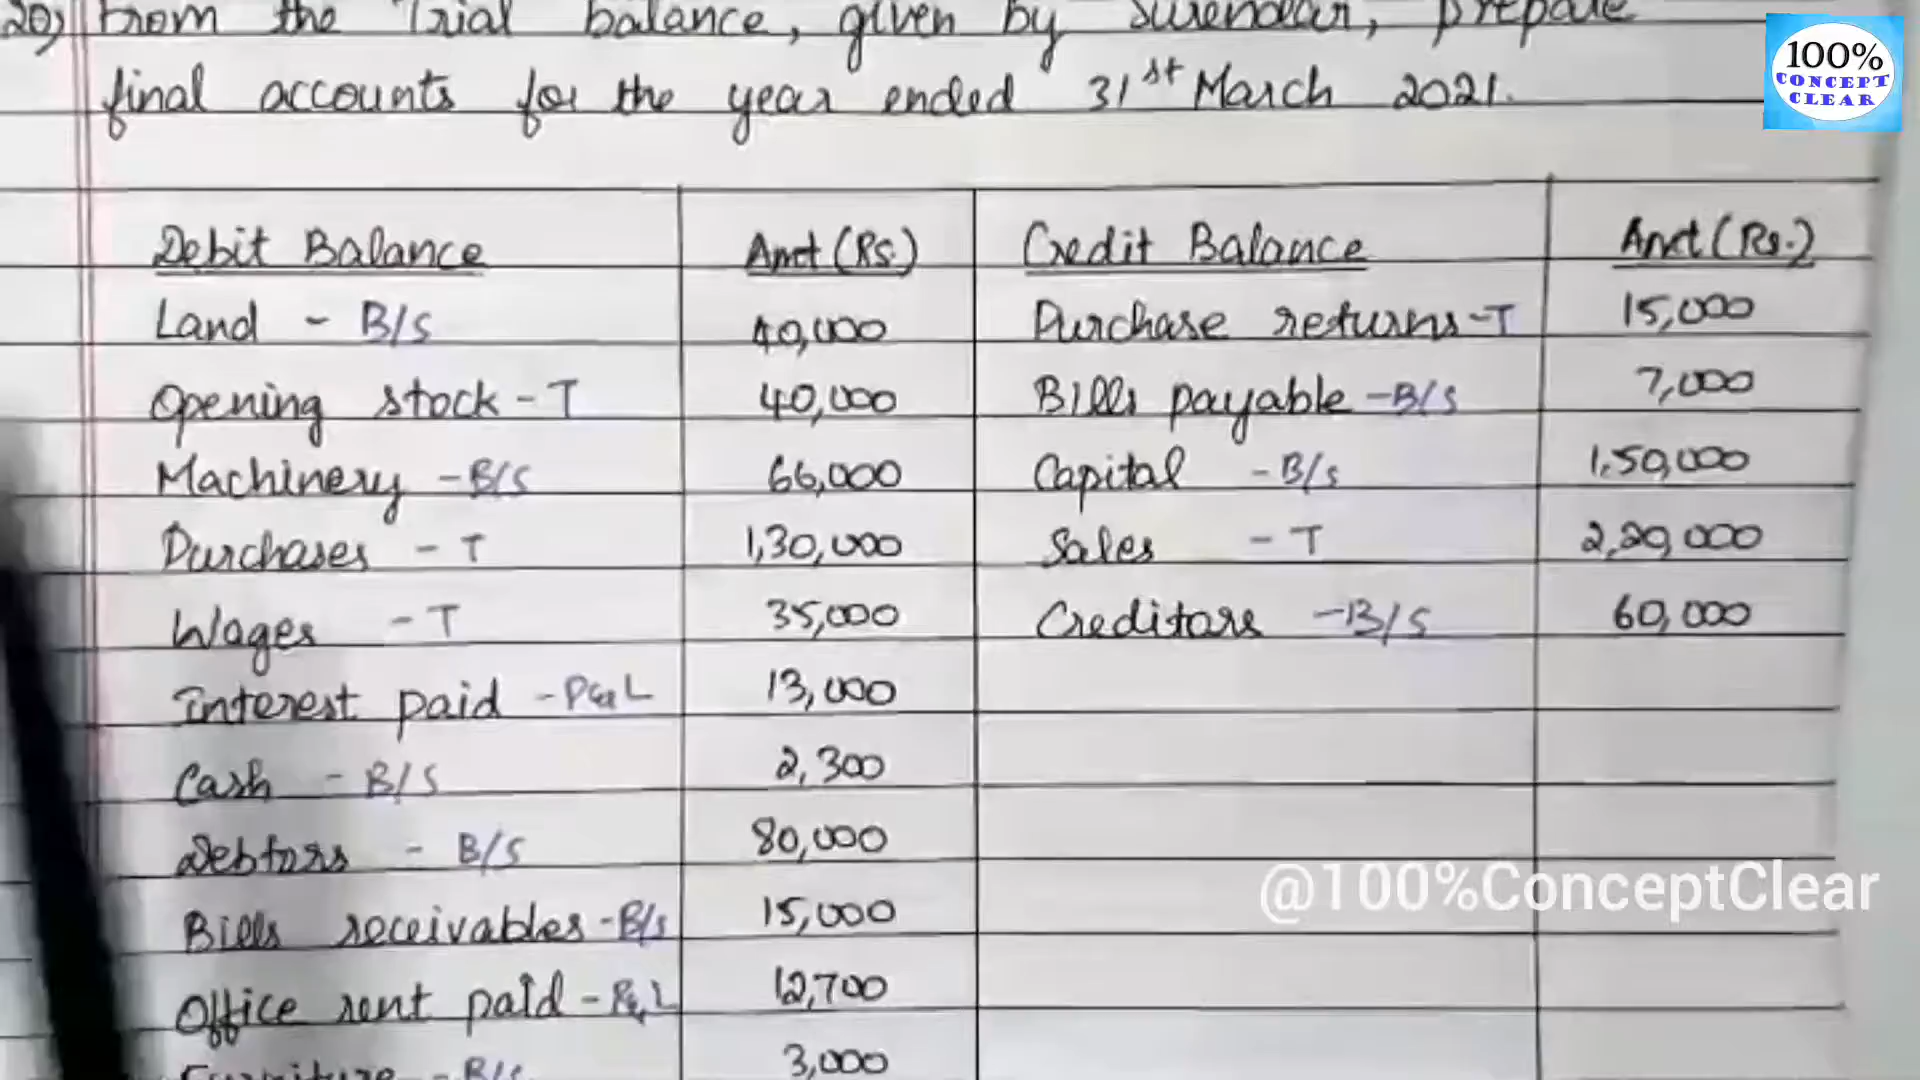 20) From the Trial balance, given by Surendar, prepare
final accounts for the year ended 31st March 2021.
100%
CONCEPT
CLEAR
Debit Balance Amt (Rs.) Credit Balance Amt (Rs.)
Land - B/S 40,000 Purchase returns - T 15,000
Opening stock - T 40,000 Bills payable - B/S 7,000
Machinery - B/S 66,000 Capital - B/S 1,50,000
Purchases - T 1,30,000 Sales - T 2,20,000
Wages - T 35,000 Creditors - B/S 60,000
Interest paid - P&L 13,000
Cash - B/S 2,300
Debtors - B/S 80,000
Bills receivables - B/S 15,000
@100%ConceptClear
Office rent paid - P&L 12,700
Furniture - B/S 3,000